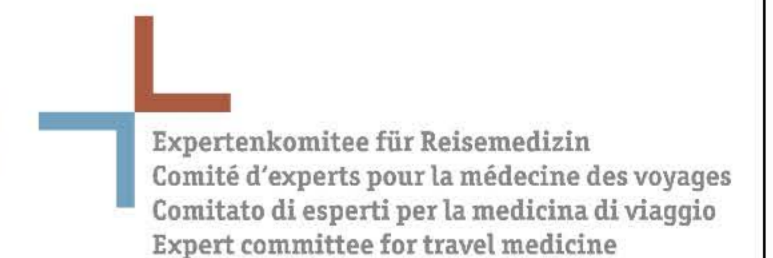 Expertenkomitee für Reisemedizin
Comité d'experts pour la médecine des voyages
Comitato di esperti per la medicina di viaggio
Expert committee for travel medicine